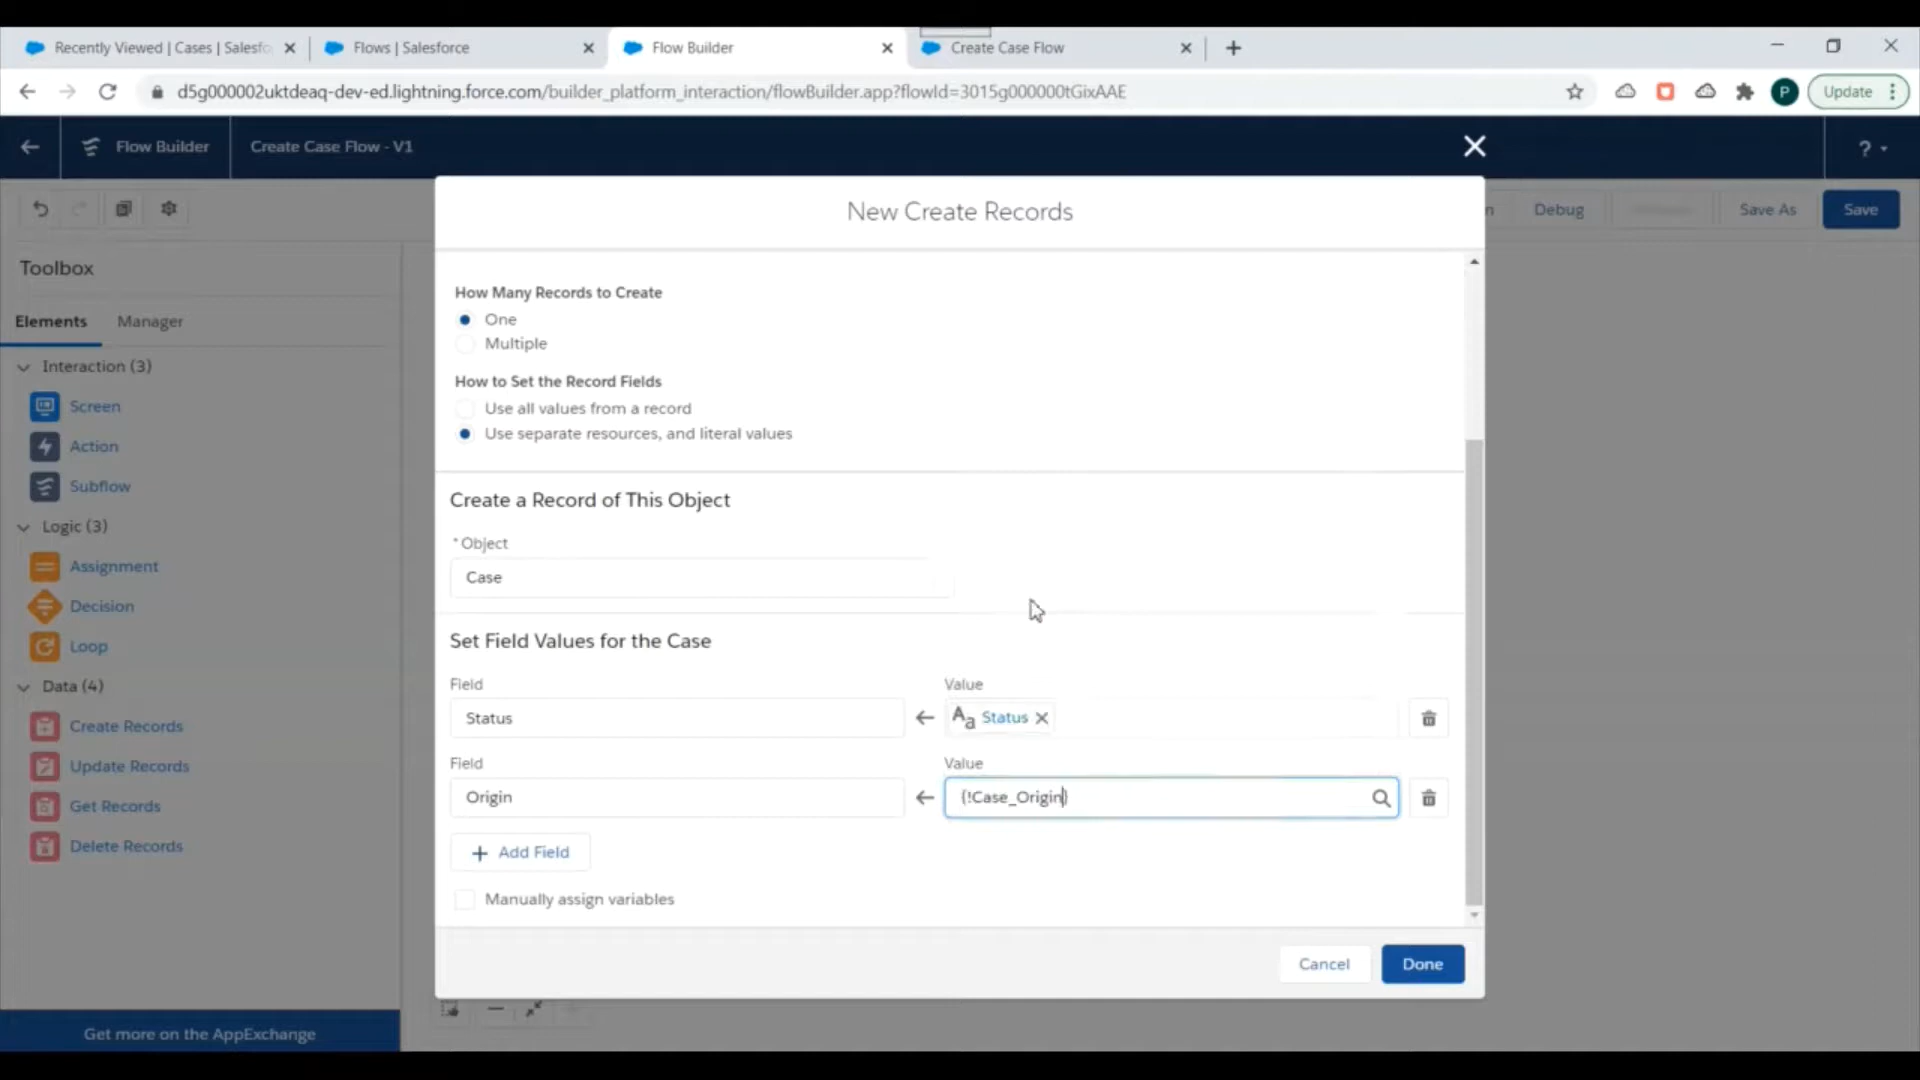 Recently Viewed | Cases | Salesfo
Flows | Salesforce
Flow Builder
Create Case Flow
d5g000002uktdeaq-dev-ed.lightning.force.com/builder_platform_interaction/flowBuilder.app?flowId=3015g000000tGixAAE
P
Update
Flow Builder
Create Case Flow - V1
?
New Create Records
n
Debug
Save As
Save
Toolbox
Elements
Manager
Interaction (3)
Screen
Action
Subflow
Logic (3)
Assignment
Decision
Loop
Data (4)
Create Records
Update Records
Get Records
Delete Records
Get more on the AppExchange
How Many Records to Create
One
Multiple
How to Set the Record Fields
Use all values from a record
Use separate resources, and literal values
Create a Record of This Object
* Object
Case
Set Field Values for the Case
Field
Value
Status
Aa Status
Field
Value
Origin
{!Case_Origin}
+ Add Field
Manually assign variables
Cancel
Done